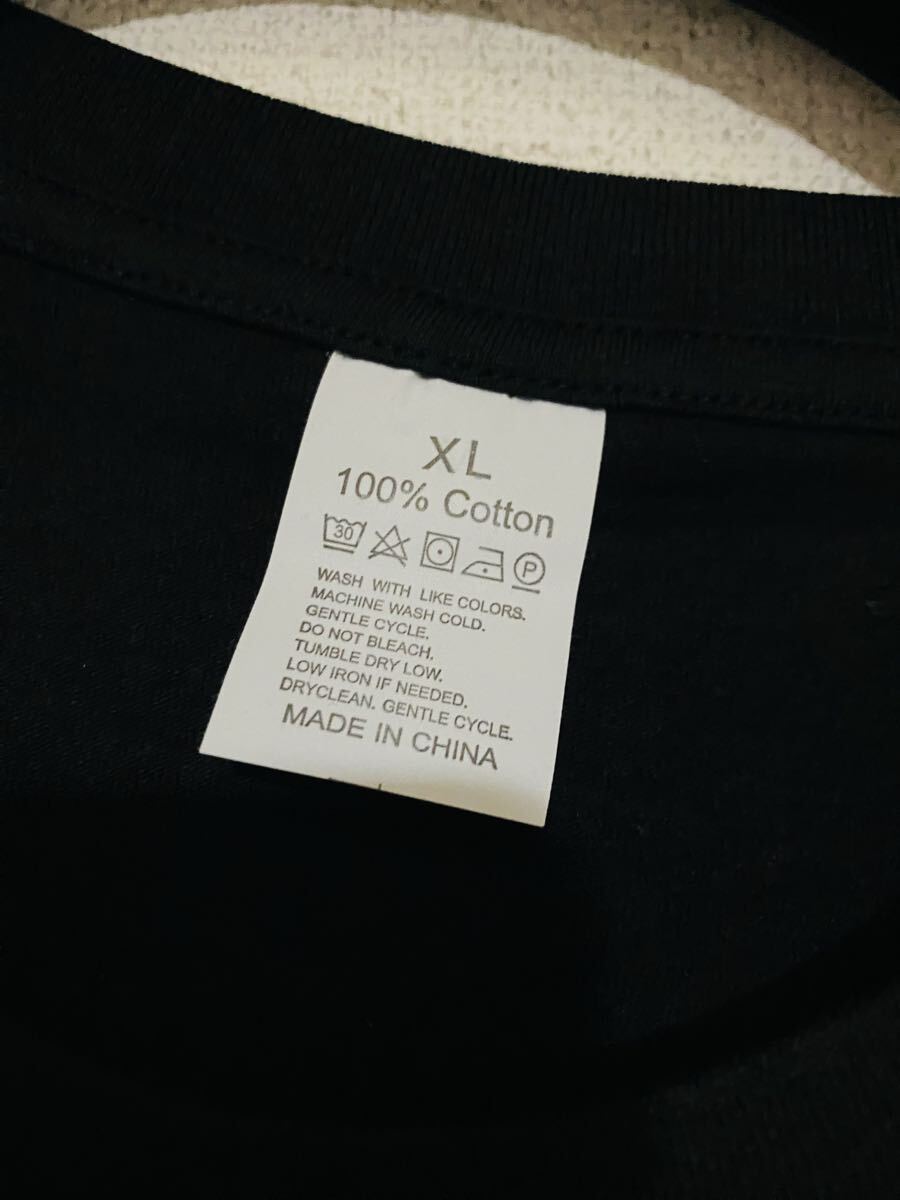 XL
100% Cotton
30 P
WASH WITH LIKE COLORS.
MACHINE WASH COLD.
GENTLE CYCLE.
DO NOT BLEACH.
TUMBLE DRY LOW.
LOW IRON IF NEEDED.
DRYCLEAN. GENTLE CYCLE.
MADE IN CHINA